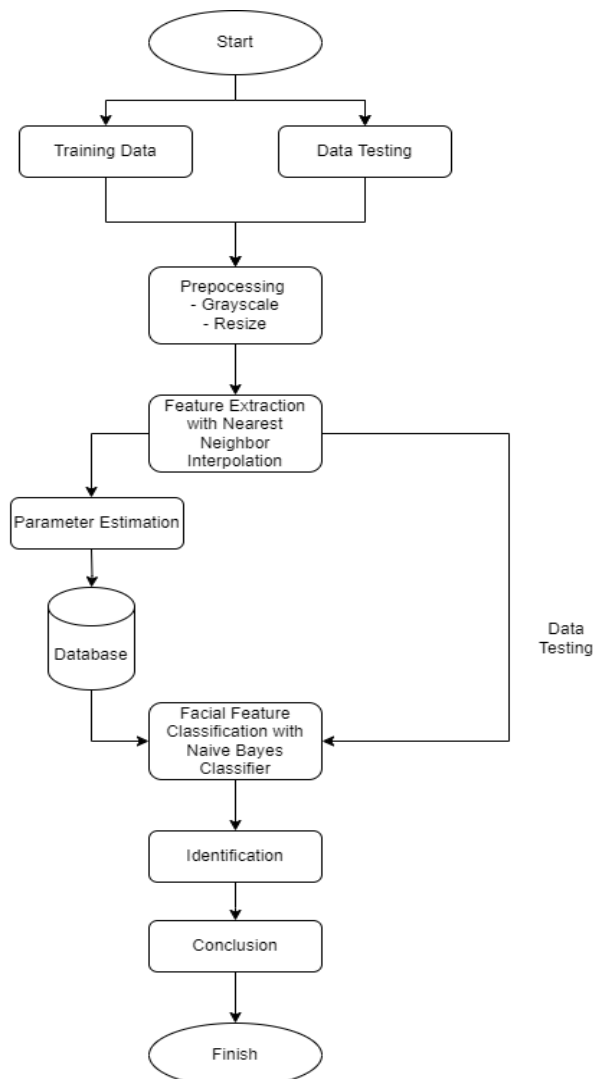 Start
Training Data
Data Testing
Prepocessing
- Grayscale
- Resize
Feature Extraction
with Nearest
Neighbor
Interpolation
Parameter Estimation
Database
Data
Testing
Facial Feature
Classification with
Naive Bayes
Classifier
Identification
Conclusion
Finish